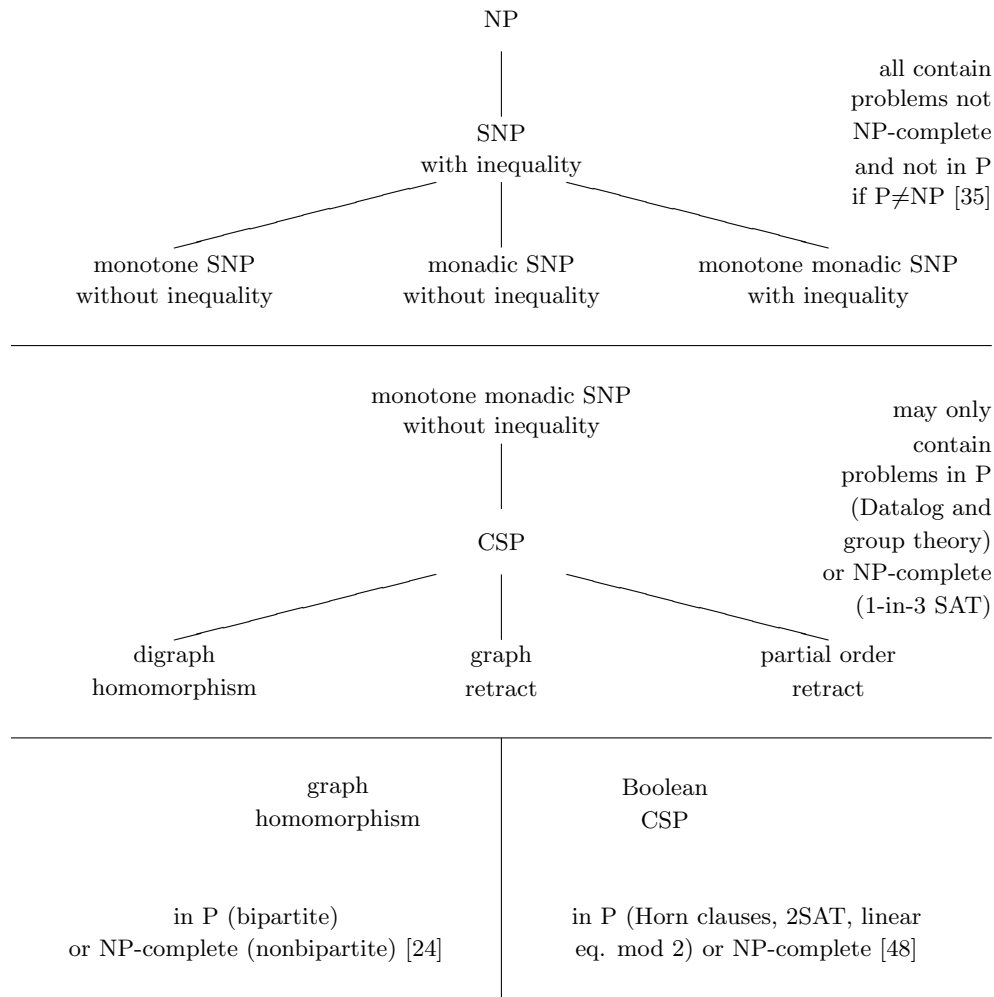 NP
all contain
problems not
NP-complete
and not in P
if P≠NP [35]
SNP
with inequality
monotone SNP
without inequality
monadic SNP
without inequality
monotone monadic SNP
with inequality
monotone monadic SNP
without inequality
may only
contain
problems in P
(Datalog and
group theory)
or NP-complete
(1-in-3 SAT)
CSP
digraph
homomorphism
graph
retract
partial order
retract
graph
homomorphism
in P (bipartite)
or NP-complete (nonbipartite) [24]
Boolean
CSP
in P (Horn clauses, 2SAT, linear
eq. mod 2) or NP-complete [48]